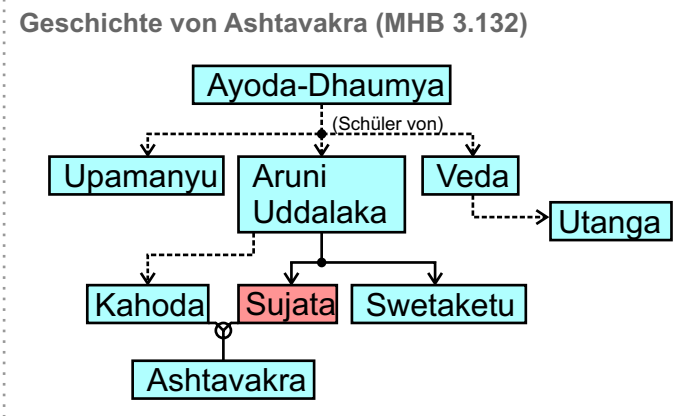 Geschichte von Ashtavakra (MHB 3.132)
Ayoda-Dhaumya
(Schüler von)
Upamanyu
Aruni
Uddalaka
Veda
Utanga
Kahoda
Sujata
Swetaketu
Ashtavakra